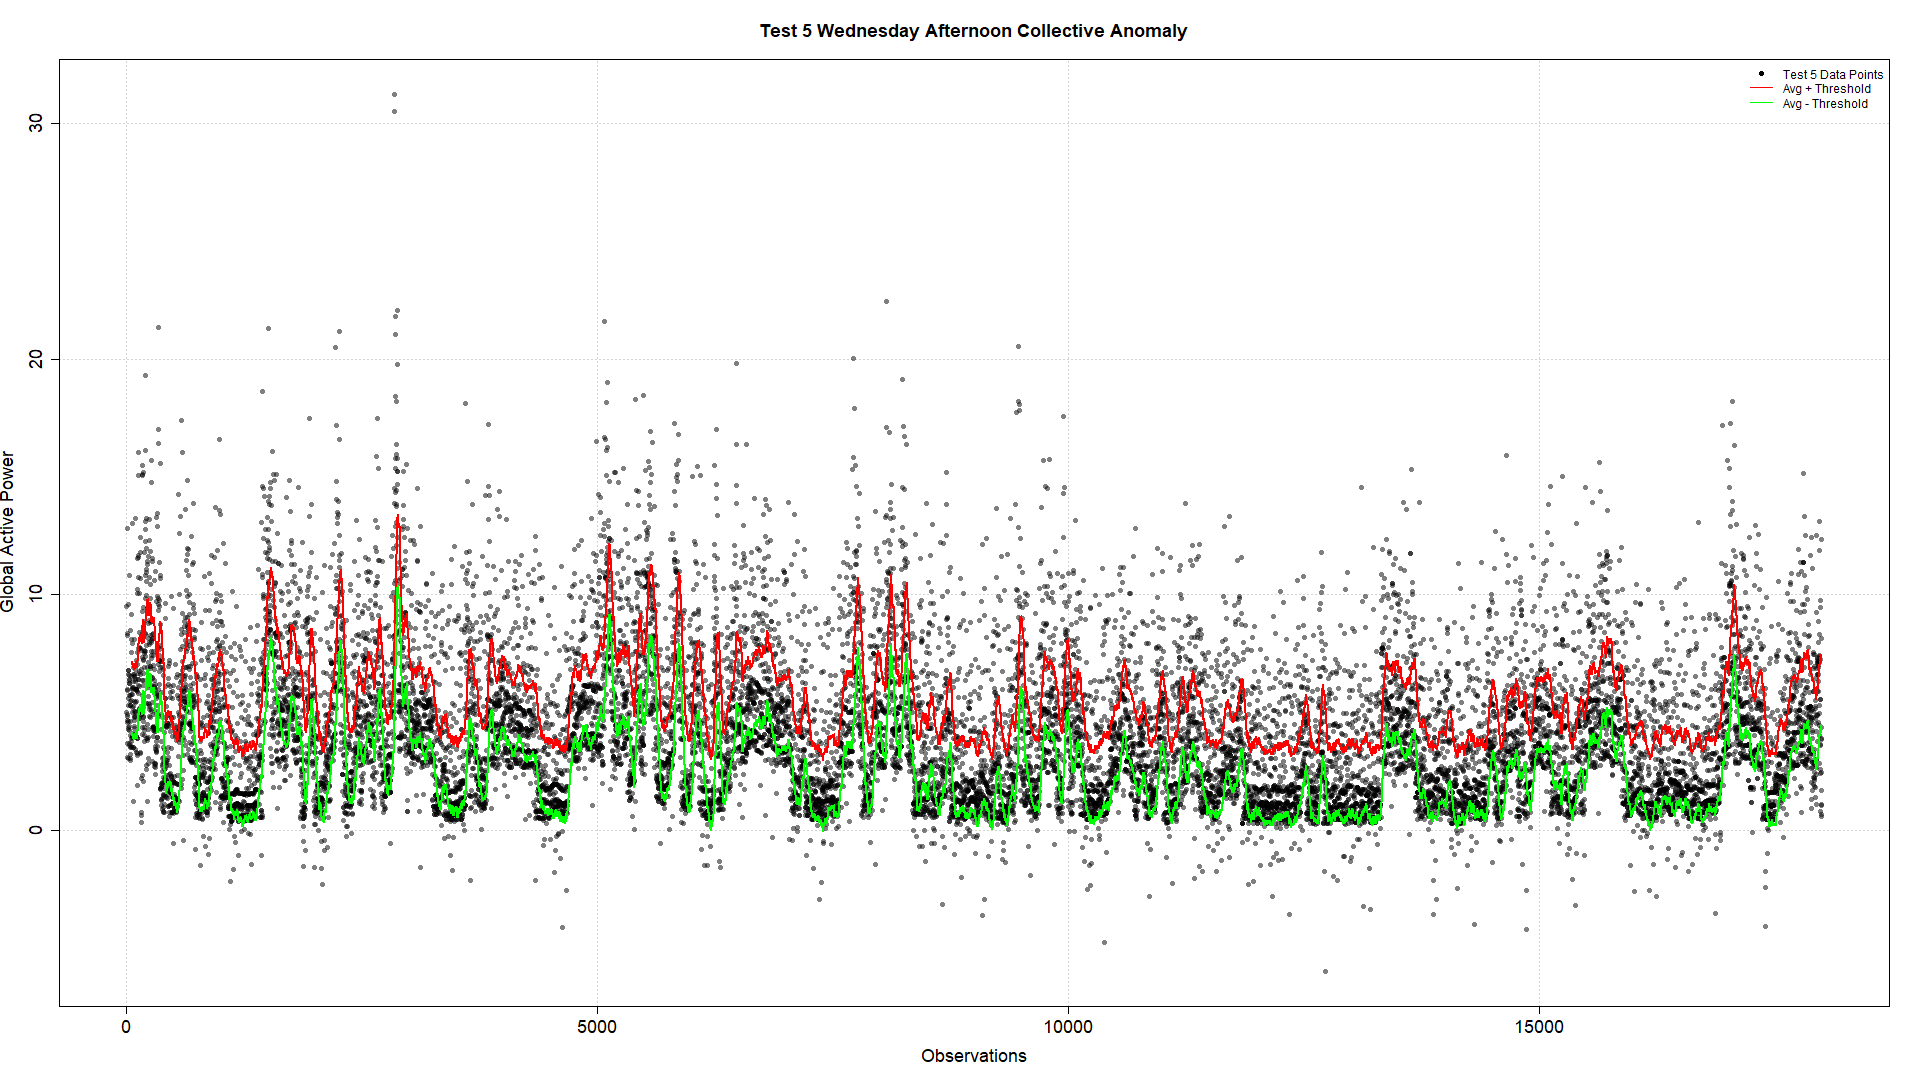 Test 5 Wednesday Afternoon Collective Anomaly
Test 5 Data Points
Avg + Threshold
Avg - Threshold
Global Active Power
30
20
10
0
0 5000 10000 15000
Observations